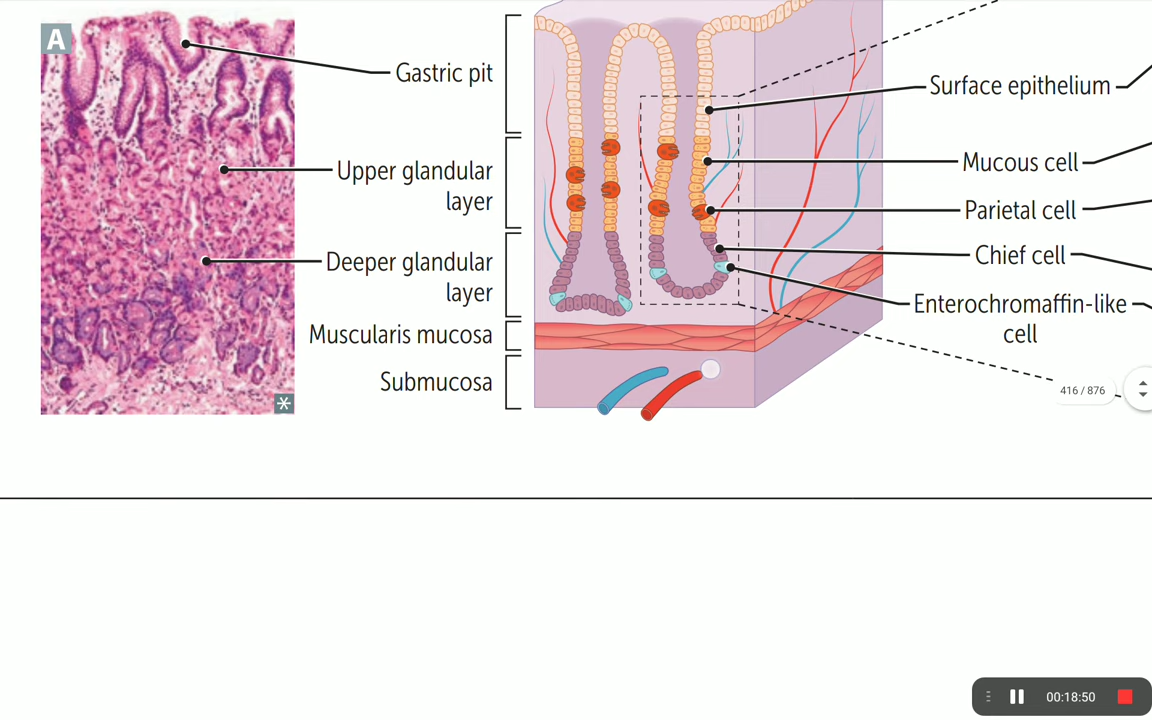 A
Gastric pit
Upper glandular
layer
Deeper glandular
layer
Muscularis mucosa
Submucosa
Surface epithelium
Mucous cell
Parietal cell
Chief cell
Enterochromaffin-like
cell
416 / 876
00:18:50